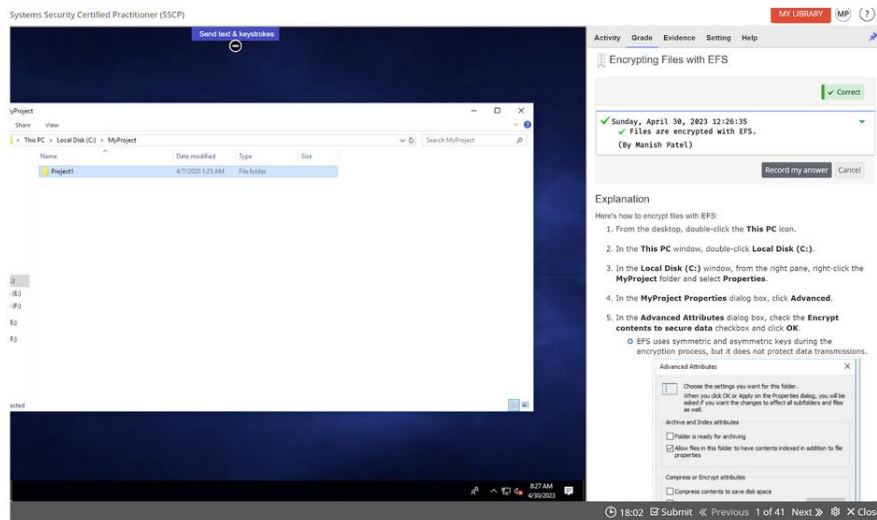 Systems Security Certified Practitioner (SSCP)
MY LIBRARY MP ?
Send text & keystrokes
MyProject
Share View
This PC > Local Disk (C:) > MyProject
Search MyProject
Name Date modified Type Size
Project1 4/7/2020 1:25 AM File folder
(E:)
(F:)
E:)
F:)
8:27 AM
4/30/2023
Activity Grade Evidence Setting Help
Encrypting Files with EFS
Correct
Sunday, April 30, 2023 12:26:35
Files are encrypted with EFS.
(By Manish Patel)
Record my answer Cancel
Explanation
Here's how to encrypt files with EFS:
1. From the desktop, double-click the This PC icon.
2. In the This PC window, double-click Local Disk (C:).
3. In the Local Disk (C:) window, from the right pane, right-click the
MyProject folder and select Properties.
4. In the MyProject Properties dialog box, click Advanced.
5. In the Advanced Attributes dialog box, check the Encrypt
contents to secure data checkbox and click OK.
EFS uses symmetric and asymmetric keys during the
encryption process, but it does not protect data transmissions.
Advanced Attributes
Choose the settings you want for this folder.
When you click OK or Apply on the Properties dialog, you will be
asked if you want the changes to affect all subfolders and files
as well.
Archive and Index attributes
Folder is ready for archiving
Allow files in this folder to have contents indexed in addition to file
properties
Compress or Encrypt attributes
Compress contents to save disk space
18:02 Submit Previous 1 of 41 Next Close